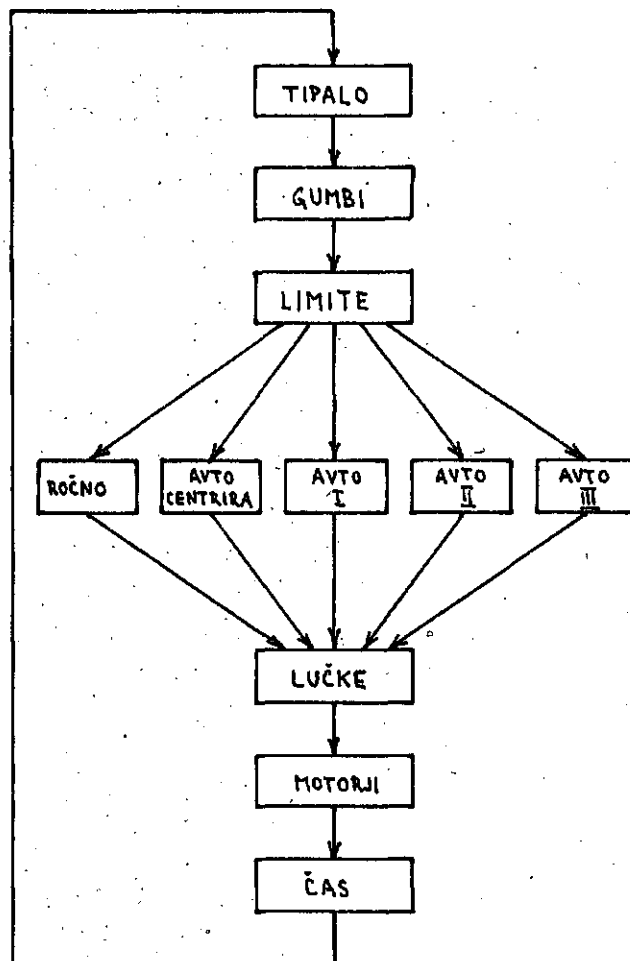 TIPALO
GUMBI
LIMITE
ROČNO
AVTO
CENTRIRA
AVTO
I
AVTO
II
AVTO
III
LUČKE
MOTORJI
ČAS